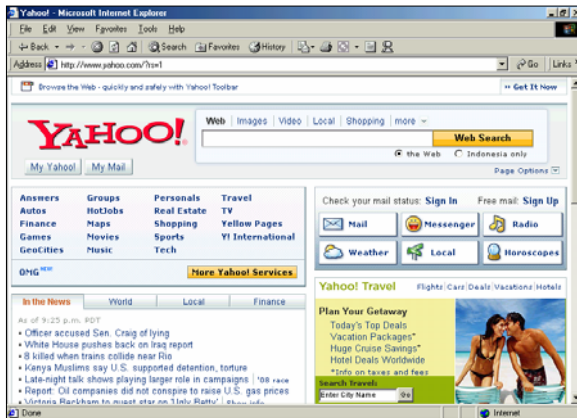 Yahoo! - Microsoft Internet Explorer
File Edit View Favorites Tools Help
Back Search Favorites History
Address http://www.yahoo.com/?rs=1 Go Links
Browse the Web - quickly and safely with Yahoo! Toolbar
Get It Now
YAHOO!
My Yahoo! My Mail
Web Images Video Local Shopping more
Web Search
the Web Indonesia only
Page Options
Answers Groups Personals Travel
Autos HotJobs Real Estate TV
Finance Maps Shopping Yellow Pages
Games Movies Sports Y! International
GeoCities Music Tech
OMG NEW
More Yahoo! Services
Check your mail status: Sign In Free mail: Sign Up
Mail Messenger Radio
Weather Local Horoscopes
In the News World Local Finance
As of 9:25 p.m. PDT
• Officer accused Sen. Craig of lying
• White House pushes back on Iraq report
• 8 killed when trains collide near Rio
• Kenya Muslims say U.S. supported detention, torture
• Late-night talk shows playing larger role in campaigns | '08 race
• Report: Oil companies did not conspire to raise U.S. gas prices
• Victoria Beckham to guest star on 'Ugly Betty'
Yahoo! Travel Flights| Cars| Deals| Vacations| Hotels
Plan Your Getaway
Today's Top Deals
Vacation Packages*
Huge Cruise Savings*
Hotel Deals Worldwide
*Info on taxes and fees
Search Travel:
Enter City Name Go
Done Internet